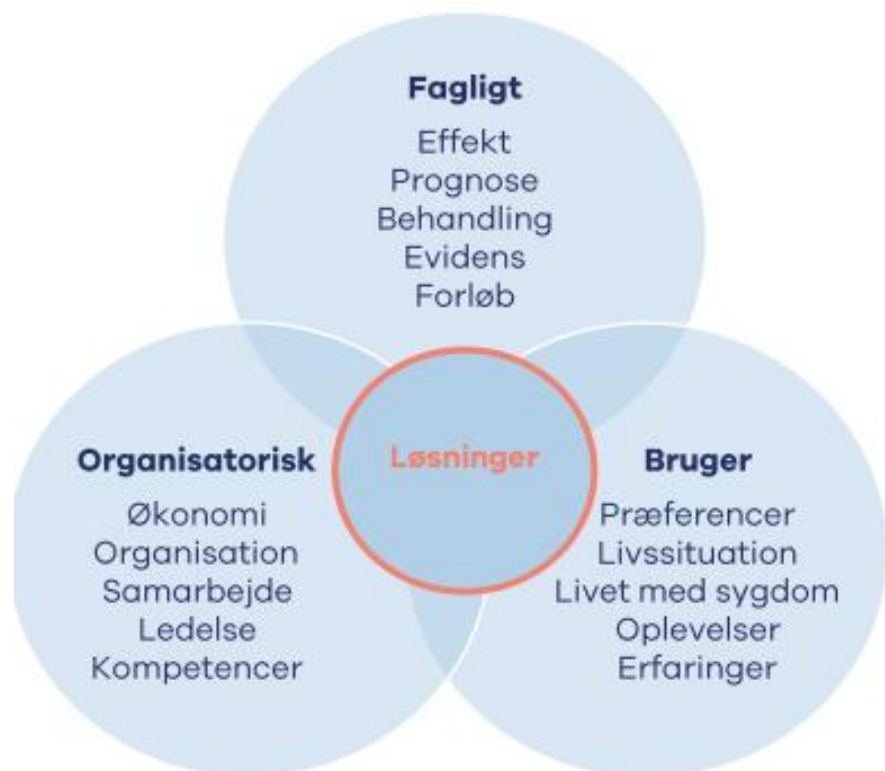 Fagligt
Effekt
Prognose
Behandling
Evidens
Forløb
Organisatorisk
Økonomi
Organisation
Samarbejde
Ledelse
Kompetencer
Løsninger
Bruger
Præferencer
Livssituation
Livet med sygdom
Oplevelser
Erfaringer